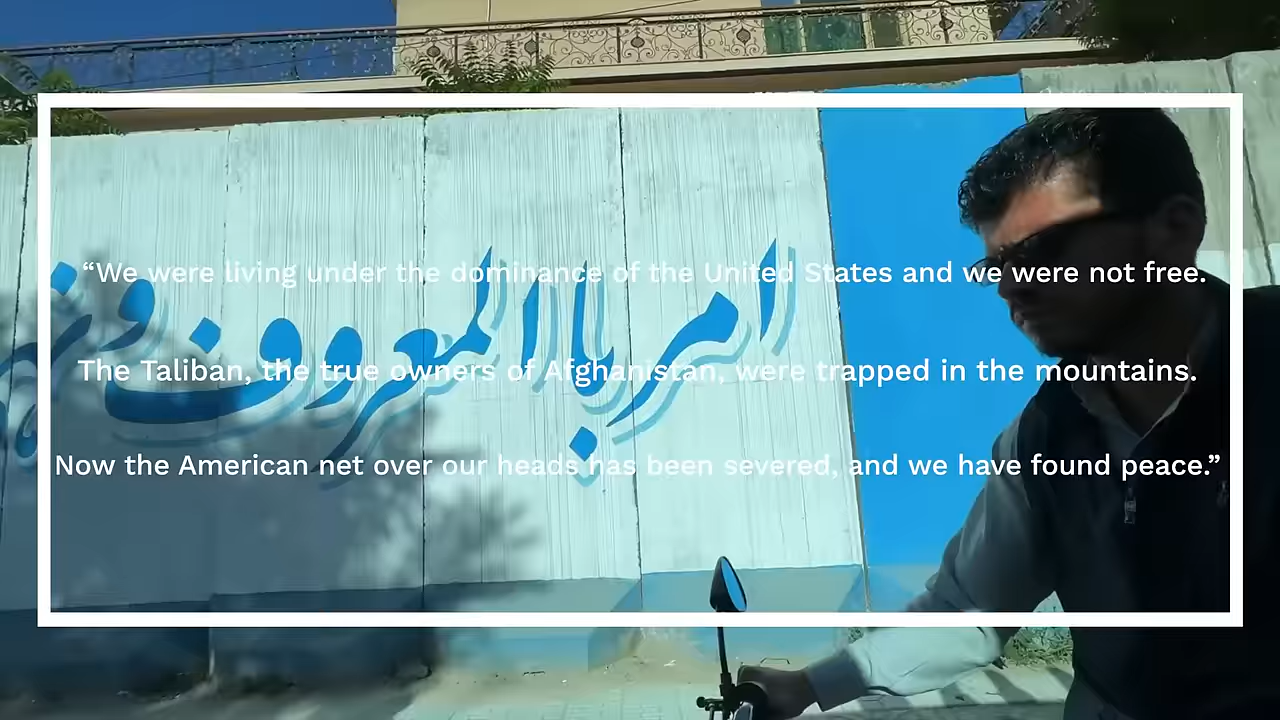 “We were living under the dominance of the United States and we were not free.
امر باالمعروف و نه
The Taliban, the true owners of Afghanistan, were trapped in the mountains.
Now the American net over our heads has been severed, and we have found peace.”